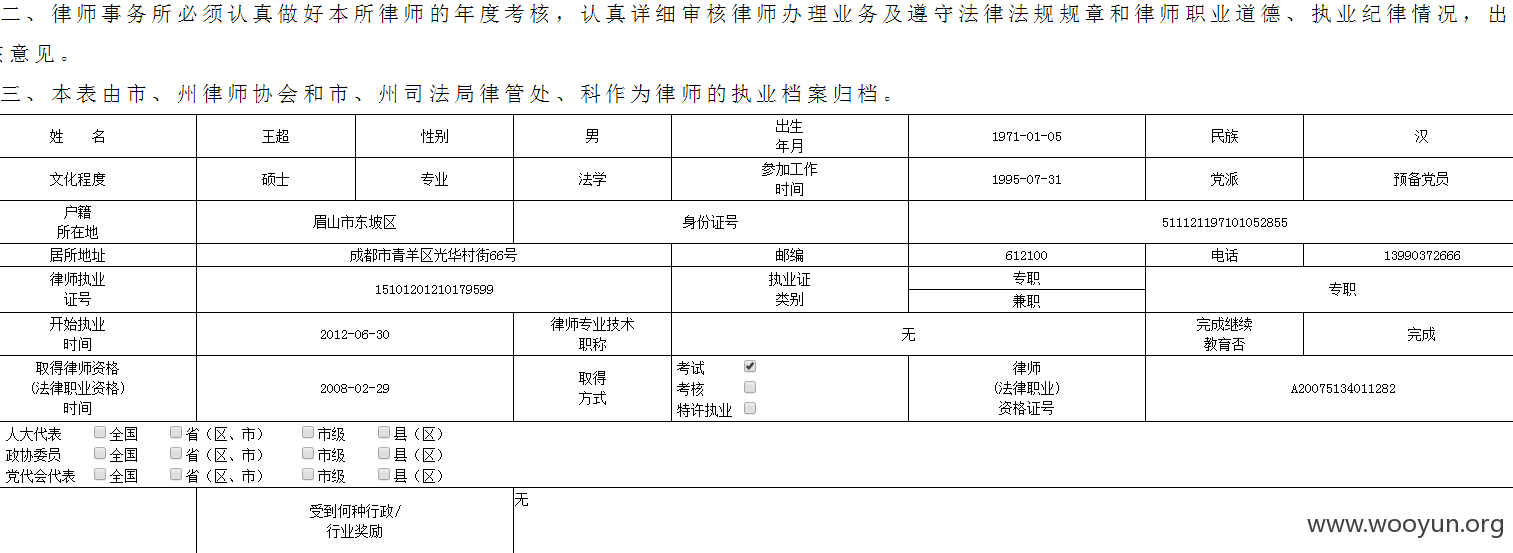 二、律师事务所必须认真做好本所律师的年度考核，认真详细审核律师办理业务及遵守法律法规规章和律师职业道德、执业纪律情况，出
意见。
三、本表由市、州律师协会和市、州司法局律管处、科作为律师的执业档案归档。
姓 名 王超 性别 男 出生 年月 1971-01-05 民族 汉
文化程度 硕士 专业 法学 参加工作 时间 1995-07-31 党派 预备党员
户籍 所在地 眉山市东坡区 身份证号 511121197101052855
居所地址 成都市青羊区光华村街66号 邮编 612100 电话 13990372666
律师执业 证号 15101201210179599 执业证 类别 专职 兼职 专职
开始执业 时间 2012-06-30 律师专业技术 职称 无 完成继续 教育否 完成
取得律师资格 (法律职业资格) 时间 2008-02-29 取得 方式 考试 考核 特许执业 律师 (法律职业) 资格证号 A20075134011282
人大代表 全国 省（区、市） 市级 县（区）
政协委员 全国 省（区、市） 市级 县（区）
党代会代表 全国 省（区、市） 市级 县（区）
受到何种行政/ 行业奖励 无
www.wooyun.org